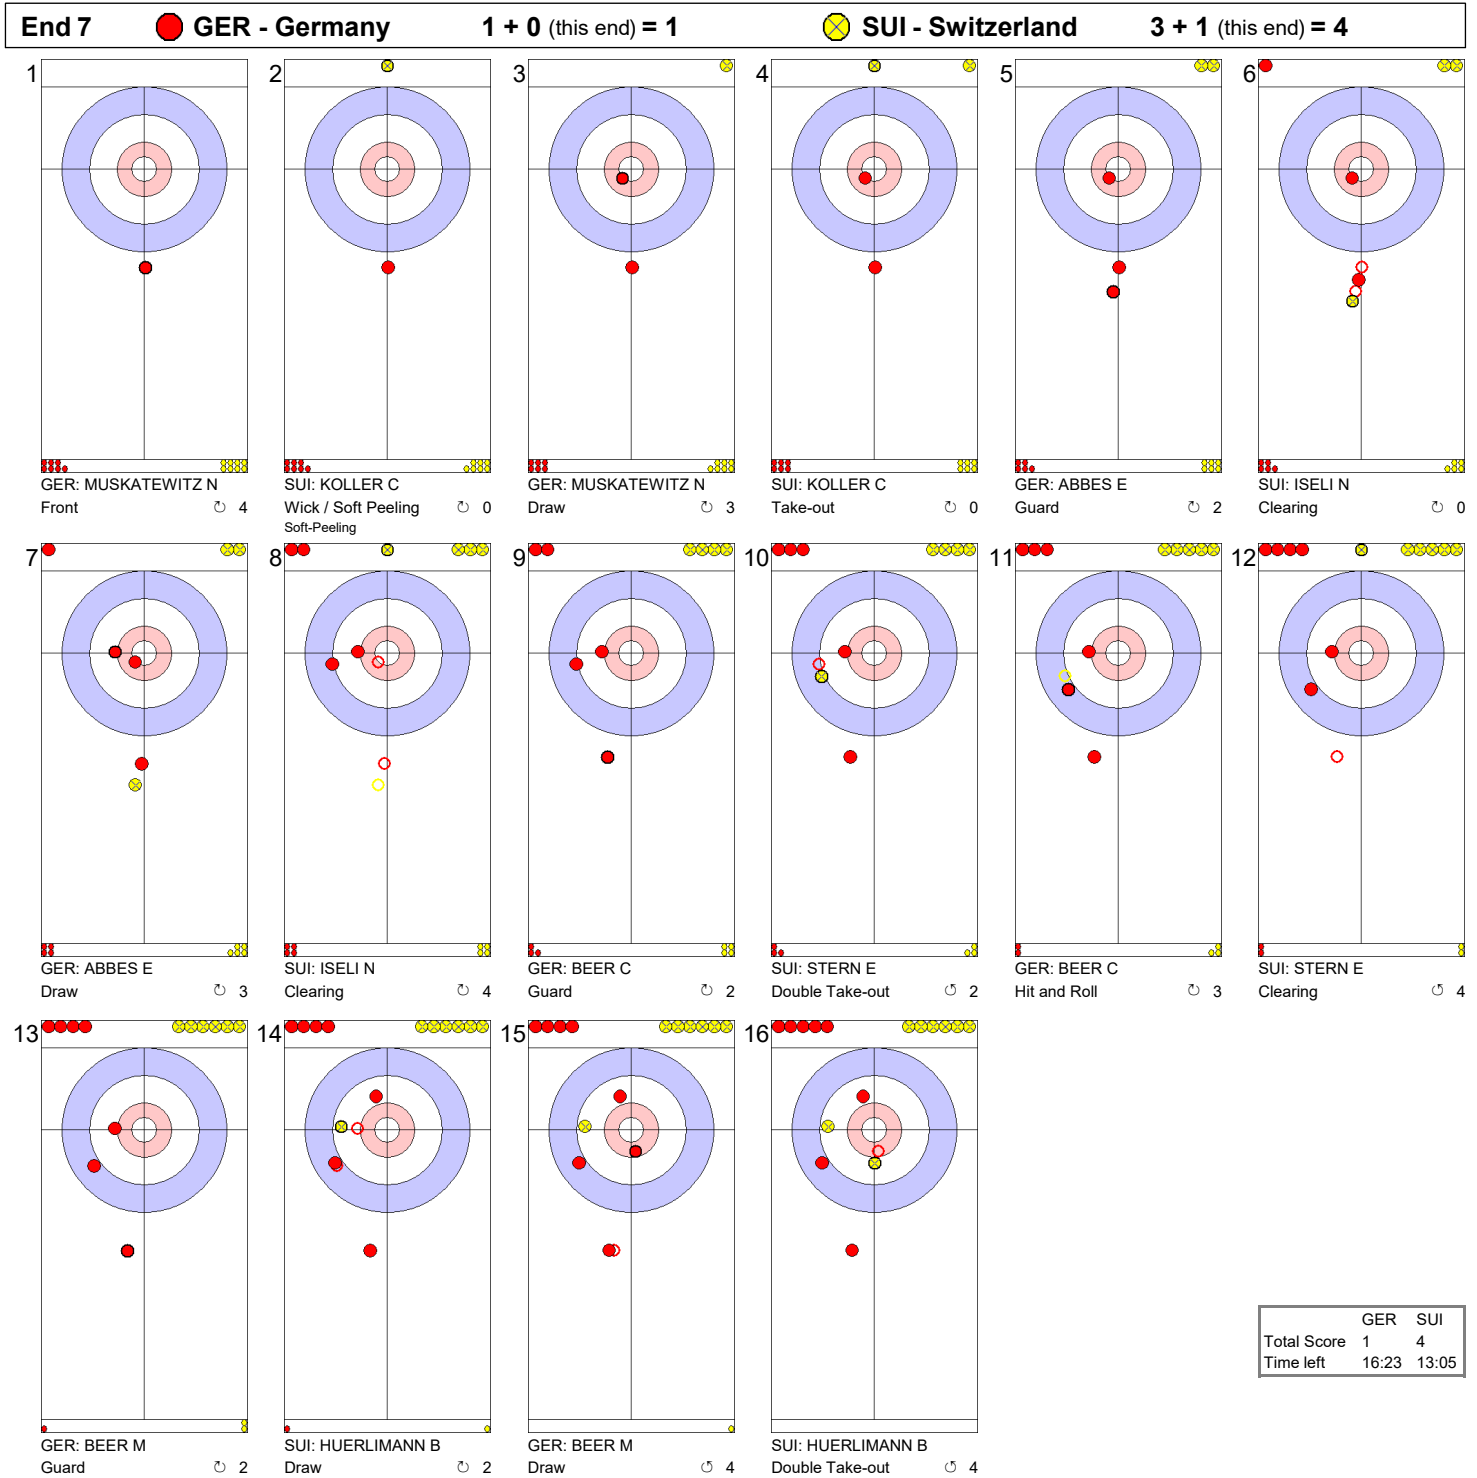 End 7 GER - Germany 1 + 0 (this end) = 1 SUI - Switzerland 3 + 1 (this end) = 4
1 2 3 4 5 6
GER: MUSKATEWITZ N SUI: KOLLER C GER: MUSKATEWITZ N SUI: KOLLER C GER: ABBES E SUI: ISELI N
Front ↻ 4 Wick / Soft Peeling ↻ 0 Draw ↻ 3 Take-out ↻ 0 Guard ↻ 2 Clearing ↻ 0
Soft-Peeling
7 8 9 10 11 12
GER: ABBES E SUI: ISELI N GER: BEER C SUI: STERN E GER: BEER C SUI: STERN E
Draw ↻ 3 Clearing ↻ 4 Guard ↻ 2 Double Take-out ↺ 2 Hit and Roll ↻ 3 Clearing ↺ 4
13 14 15 16
GER SUI
Total Score 1 4
Time left 16:23 13:05
GER: BEER M SUI: HUERLIMANN B GER: BEER M SUI: HUERLIMANN B
Guard ↻ 2 Draw ↻ 2 Draw ↺ 4 Double Take-out ↺ 4